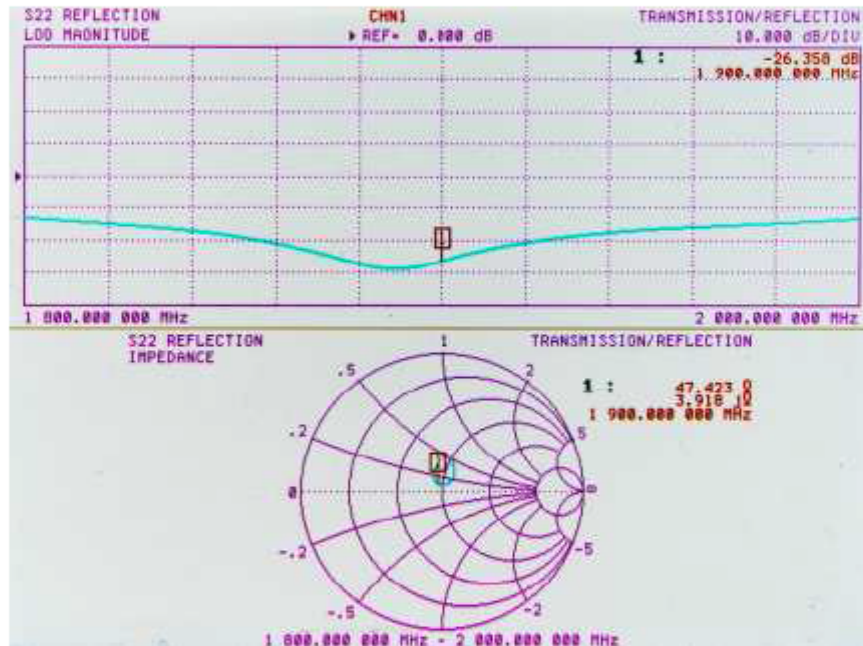 S22 REFLECTION CHN1 TRANSMISSION/REFLECTION
LOG MAGNITUDE REF= 0.000 dB 10.000 dB/DIV
1 : -26.358 dB
1 900.000 000 MHz
1 800.000 000 MHz 2 000.000 000 MHz
S22 REFLECTION 1 TRANSMISSION/REFLECTION
IMPEDANCE
.5 2
1 : 47.423 Ω
3.918 jΩ
1 900.000 000 MHz
.2 5
0
-.2 -5
-.5 -2
1 800.000 000 MHz - 2 000.000 000 MHz